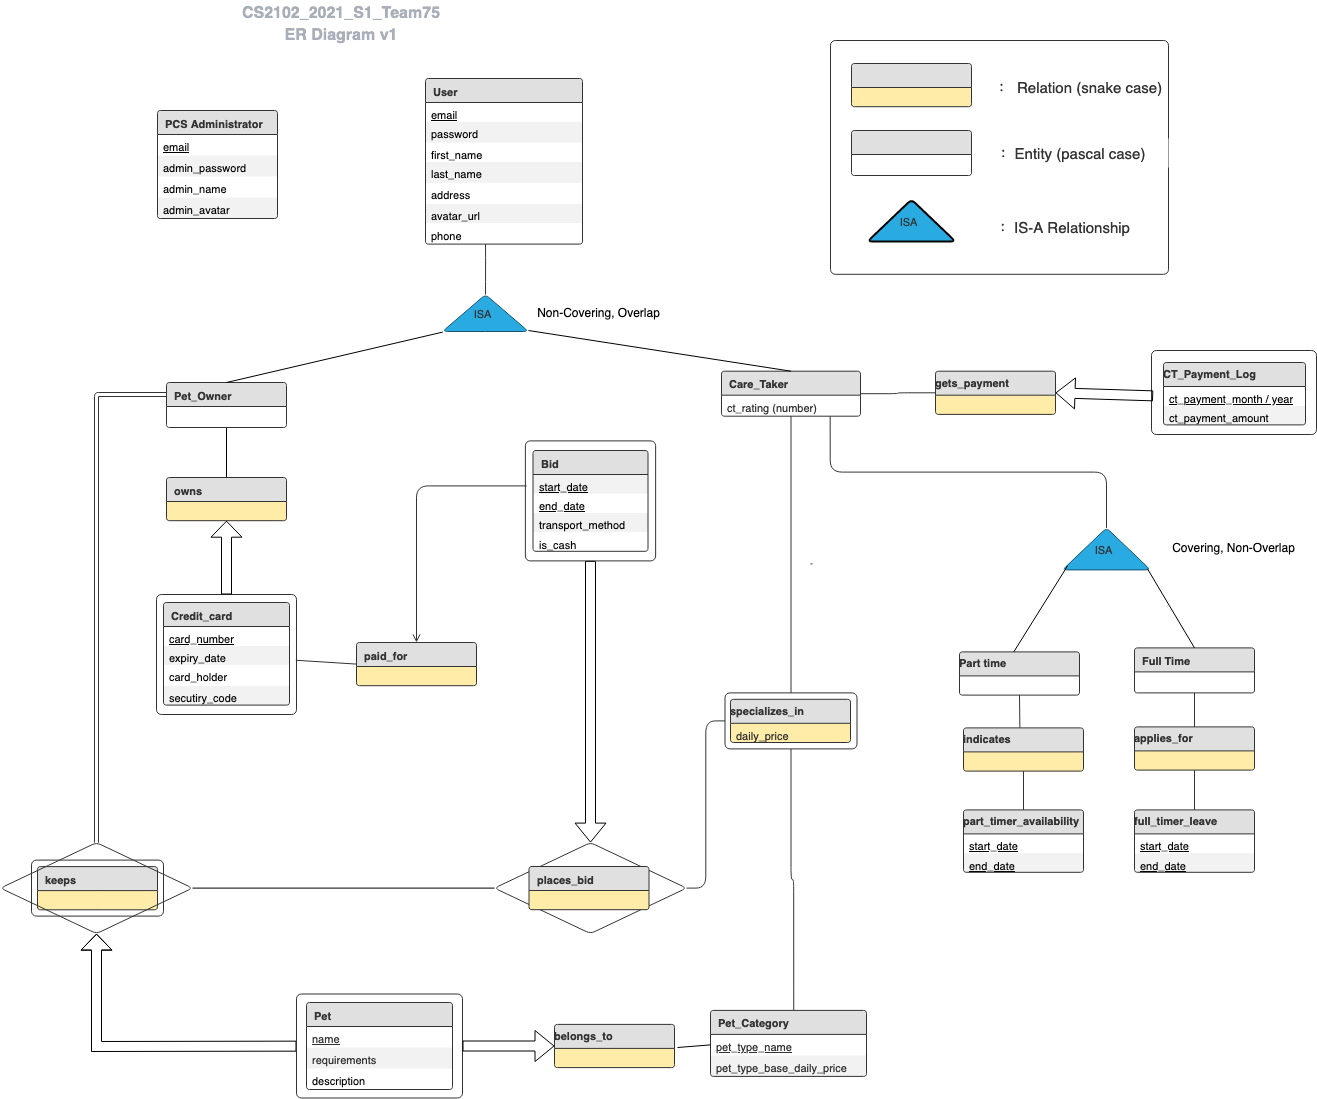 CS2102_2021_S1_Team75
ER Diagram v1
: Relation (snake case)
: Entity (pascal case)
ISA
: IS-A Relationship
PCS Administrator
email
admin_password
admin_name
admin_avatar
User
email
password
first_name
last_name
address
avatar_url
phone
ISA
Non-Covering, Overlap
Pet_Owner
Care_Taker
ct_rating (number)
gets_payment
CT_Payment_Log
ct_payment_month / year
ct_payment_amount
owns
Bid
start_date
end_date
transport_method
is_cash
ISA
Covering, Non-Overlap
Credit_card
card_number
expiry_date
card_holder
secutiry_code
paid_for
Part time
Full Time
specializes_in
daily_price
indicates
applies_for
part_timer_availability
start_date
end_date
full_timer_leave
start_date
end_date
keeps
places_bid
Pet
name
requirements
description
belongs_to
Pet_Category
pet_type_name
pet_type_base_daily_price